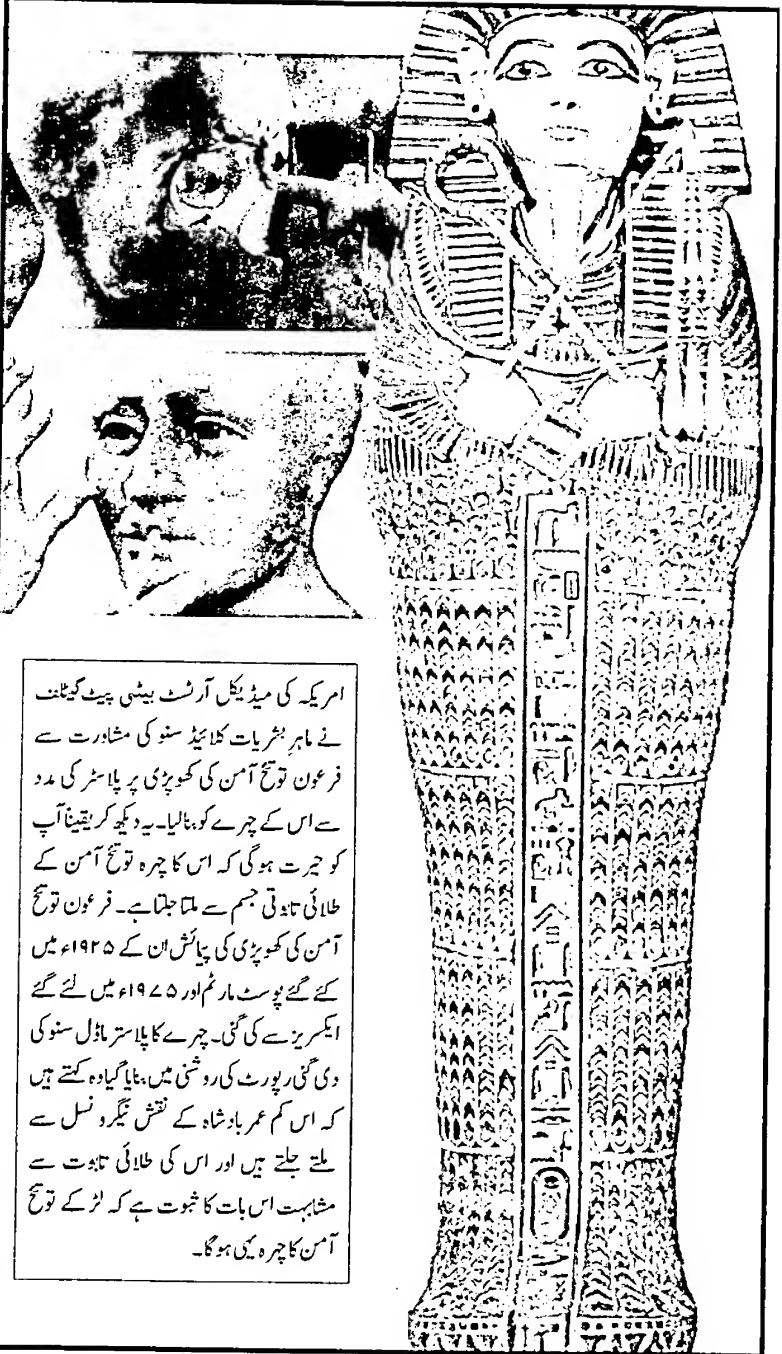 امریکہ کی میڈیکل آرٹسٹ بیٹی پیٹ گیٹلف
نے ماہر بشریات کلائیڈ سنو کی مشاورت سے
فرعون توتخ آمن کی کھوپڑی پر پلاسٹر کی مدد
سے اس کے چہرے کو بنا لیا۔ یہ دیکھ کر یقیناً آپ
کو حیرت ہوگی کہ اس کا چہرہ توتخ آمن کے
طلائی تابوتی جسم سے ملتا جلتا ہے۔ فرعون توتخ
آمن کی کھوپڑی کی پیمائش ان کے ۱۹۲۵ء میں
کئے گئے پوسٹ مارٹم اور ۱۹۷۵ء میں لئے گئے
ایکسریز سے کی گئی۔ چہرے کا پلاستر ماڈل سنو کی
دی گئی رپورٹ کی روشنی میں بنایا گیا وہ کہتے ہیں
کہ اس کم عمر بادشاہ کے نقش نیگرو نسل سے
ملتے جلتے ہیں اور اس کی طلائی تابوت سے
مشابہت اس بات کا ثبوت ہے کہ لڑکے توتخ
آمن کا چہرہ یہی ہوگا۔